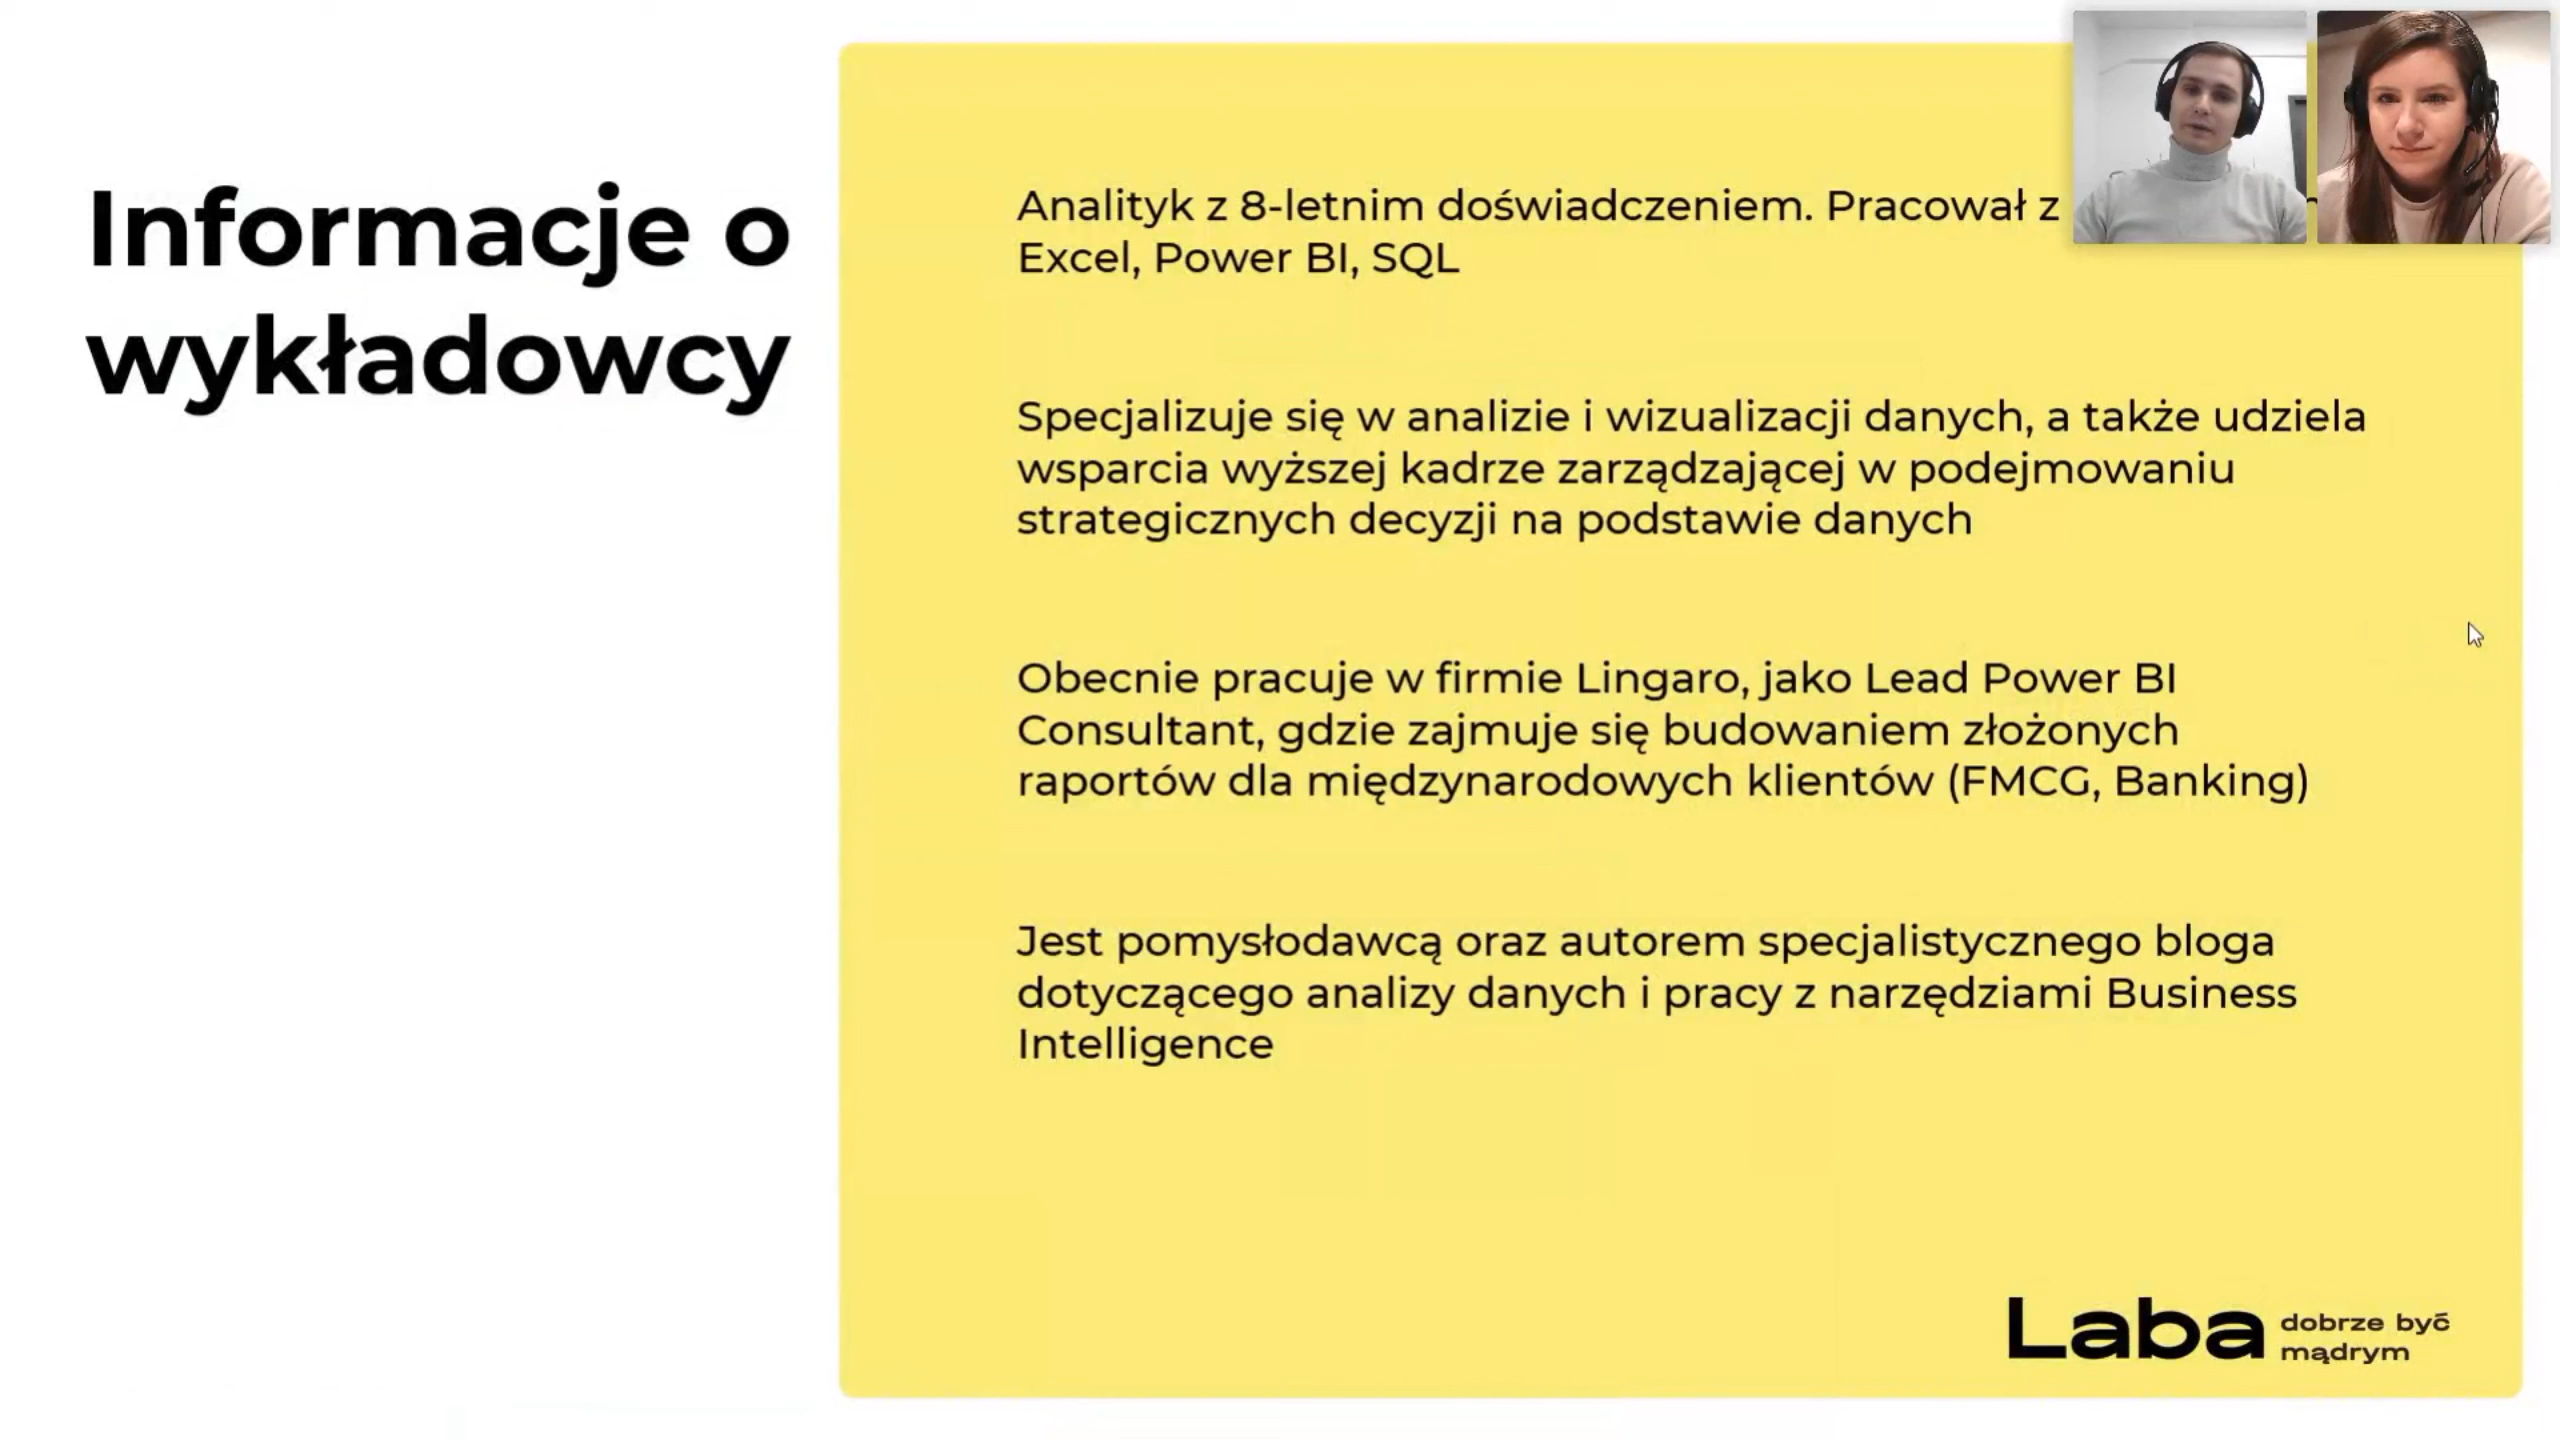 Informacje o
wykładowcy
Analityk z 8-letnim doświadczeniem. Pracował z
Excel, Power BI, SQL
Specjalizuje się w analizie i wizualizacji danych, a także udziela
wsparcia wyższej kadrze zarządzającej w podejmowaniu
strategicznych decyzji na podstawie danych
Obecnie pracuje w firmie Lingaro, jako Lead Power BI
Consultant, gdzie zajmuje się budowaniem złożonych
raportów dla międzynarodowych klientów (FMCG, Banking)
Jest pomysłodawcą oraz autorem specjalistycznego bloga
dotyczącego analizy danych i pracy z narzędziami Business
Intelligence
Laba
dobrze być
mądrym